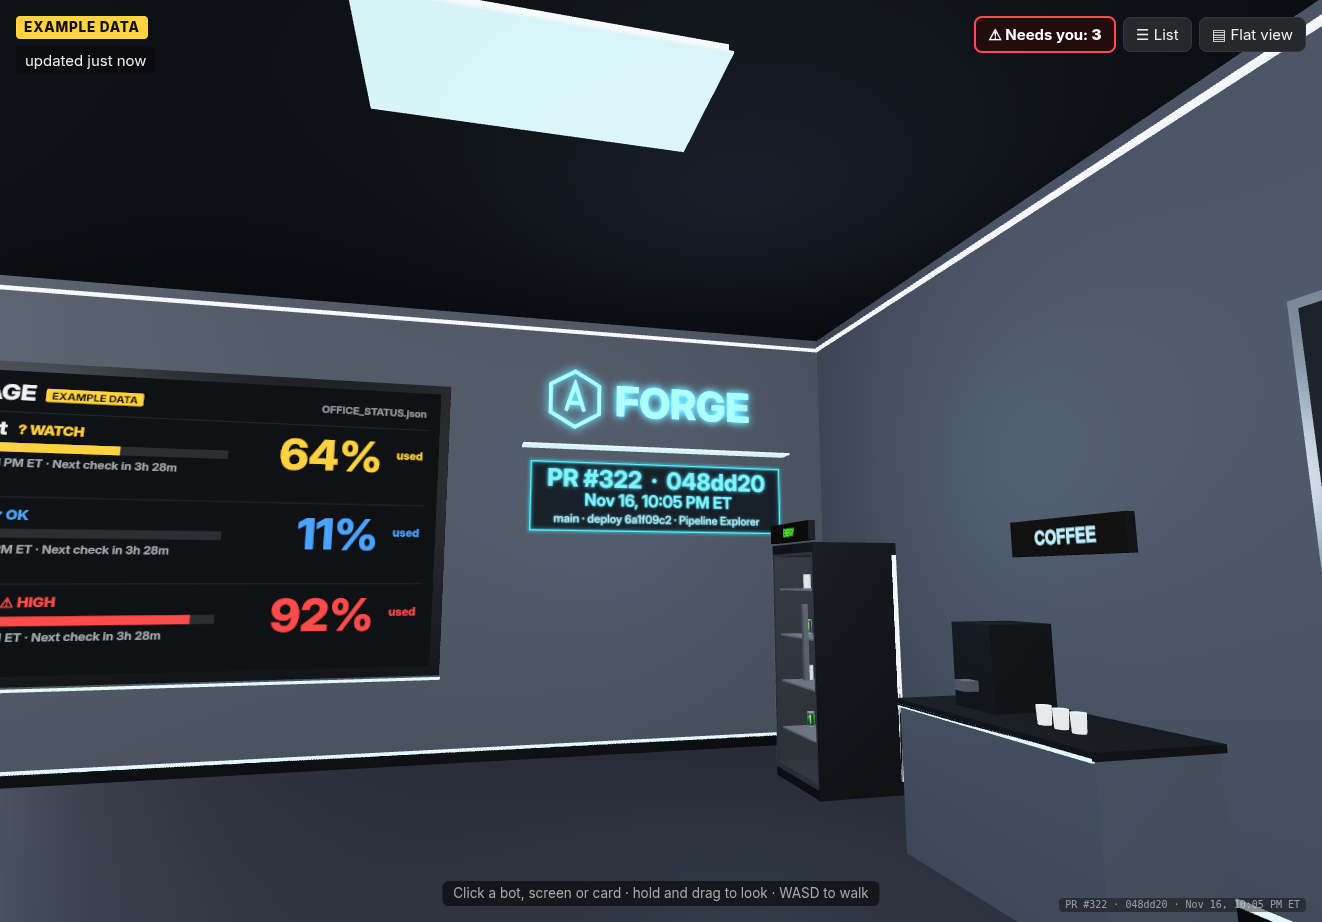 EXAMPLE DATA
updated just now
⚠ Needs you: 3
☰ List
▤ Flat view
AGE EXAMPLE DATA
OFFICE_STATUS.json
t ? WATCH
64% used
PM ET · Next check in 3h 28m
OK
11% used
PM ET · Next check in 3h 28m
⚠ HIGH
92% used
ET · Next check in 3h 28m
A FORGE
PR #322 · 048dd20
Nov 16, 10:05 PM ET
main · deploy 6a1f09c2 · Pipeline Explorer
COFFEE
Click a bot, screen or card · hold and drag to look · WASD to walk
PR #322 · 048dd20 · Nov 16, 10:05 PM ET